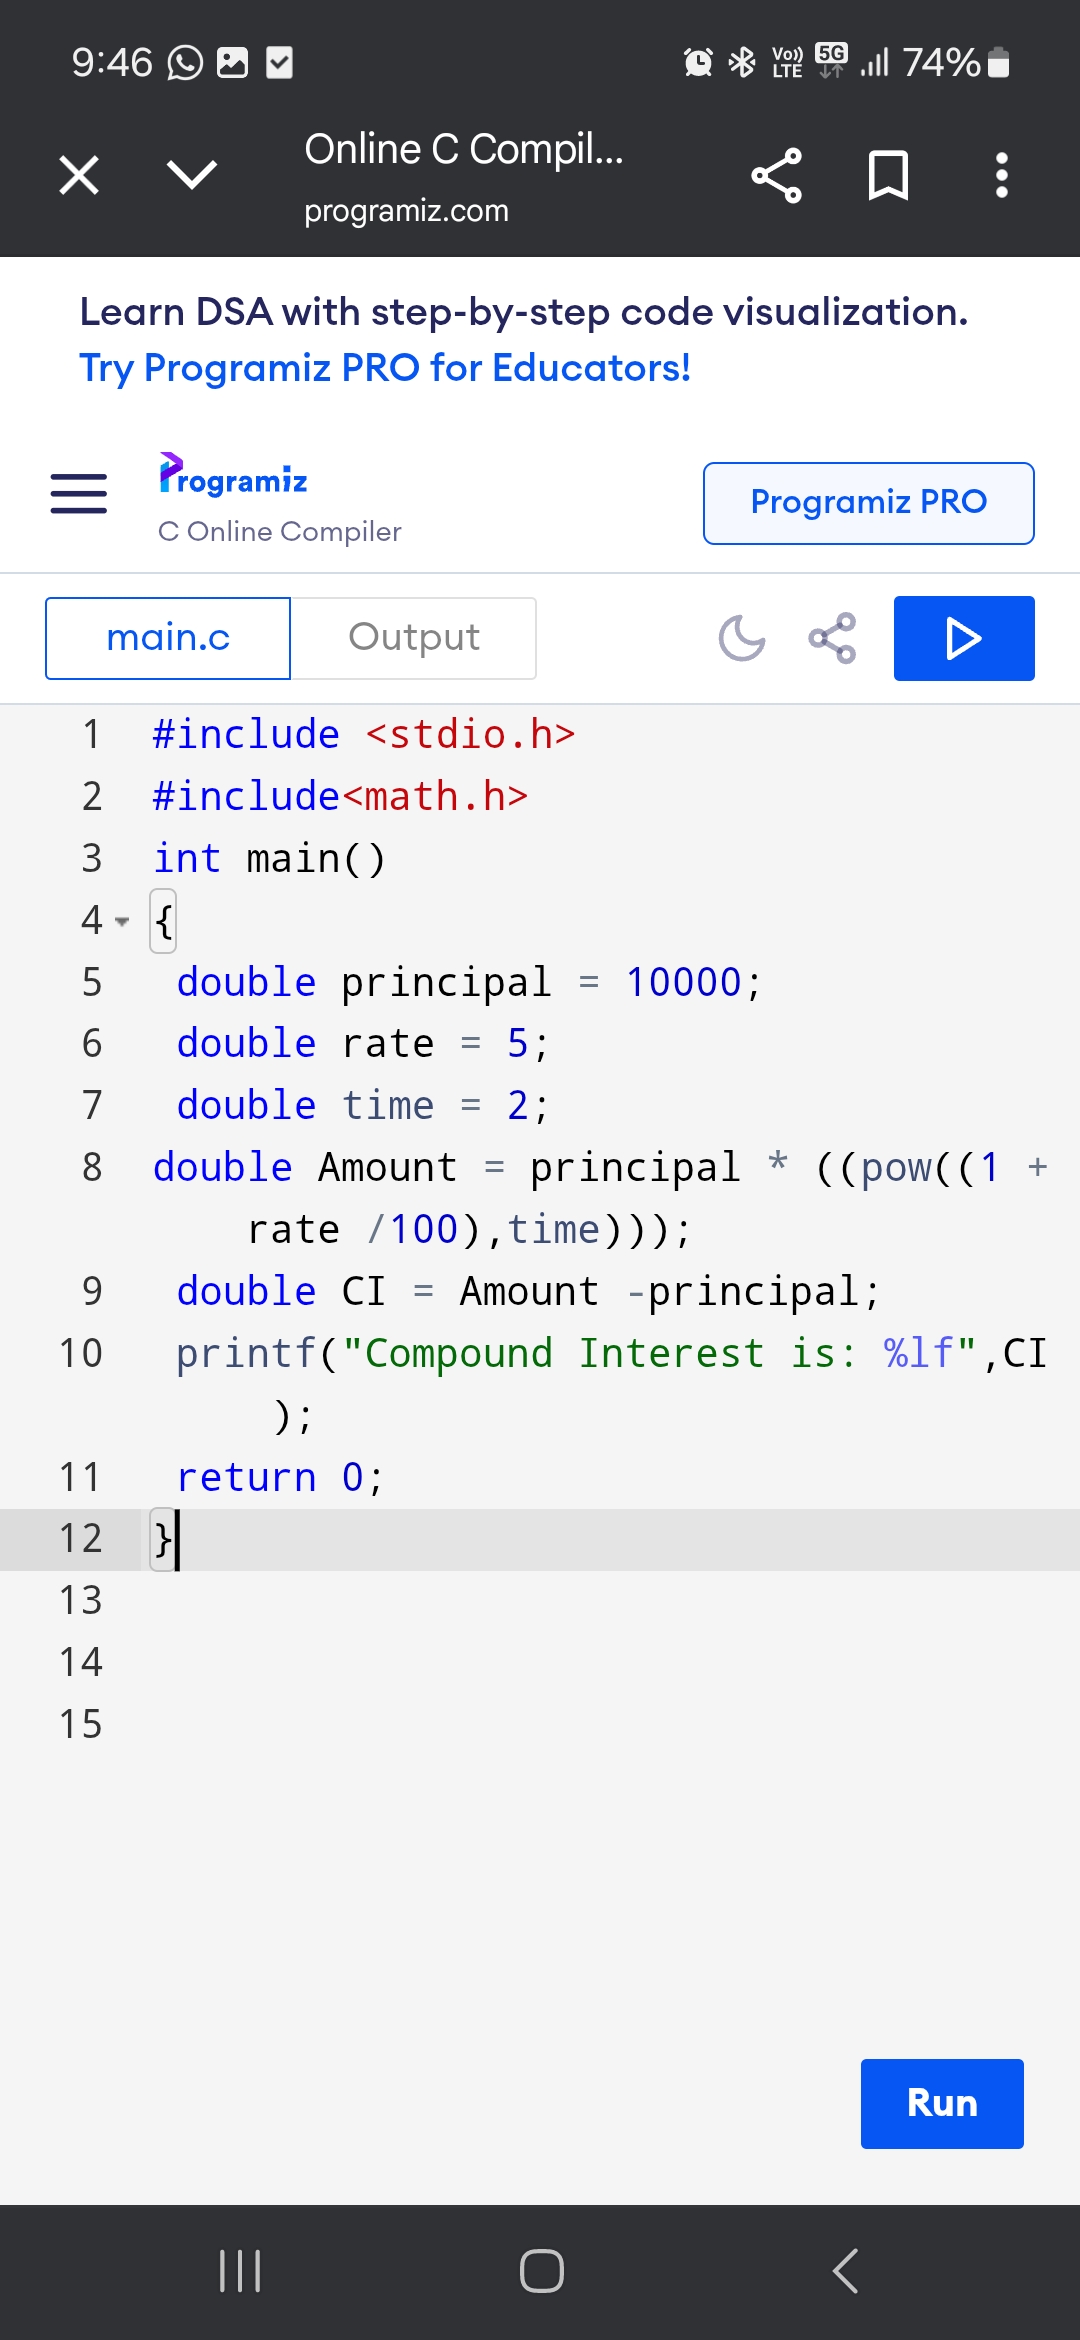 9:46 Vo)) LTE 5G 74%
Online C Compil...
programiz.com
Learn DSA with step-by-step code visualization.
Try Programiz PRO for Educators!
Programiz
C Online Compiler
Programiz PRO
main.c Output
1 #include <stdio.h>
2 #include<math.h>
3 int main()
4 {
5 double principal = 10000;
6 double rate = 5;
7 double time = 2;
8 double Amount = principal * ((pow((1 +
rate /100),time)));
9 double CI = Amount -principal;
10 printf("Compound Interest is: %lf",CI
);
11 return 0;
12 }
13
14
15
Run